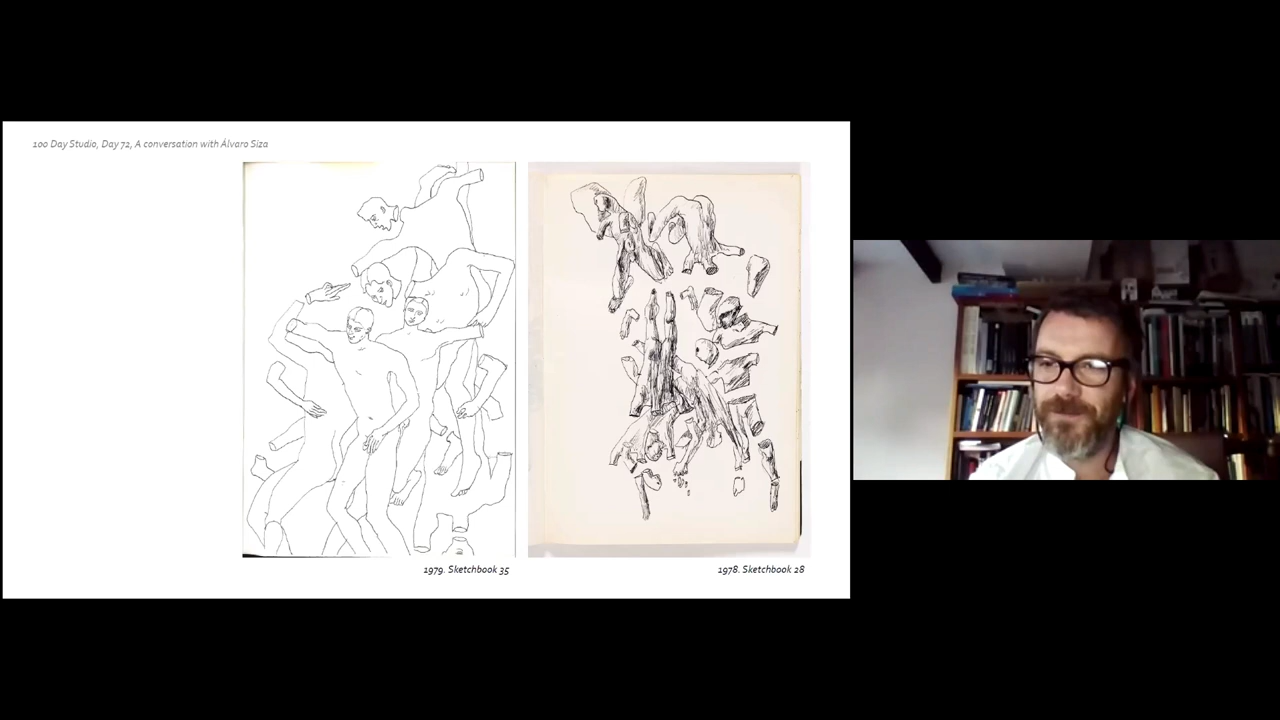 100 Day Studio, Day 72, A conversation with Álvaro Siza
1979. Sketchbook 35
1978. Sketchbook 28